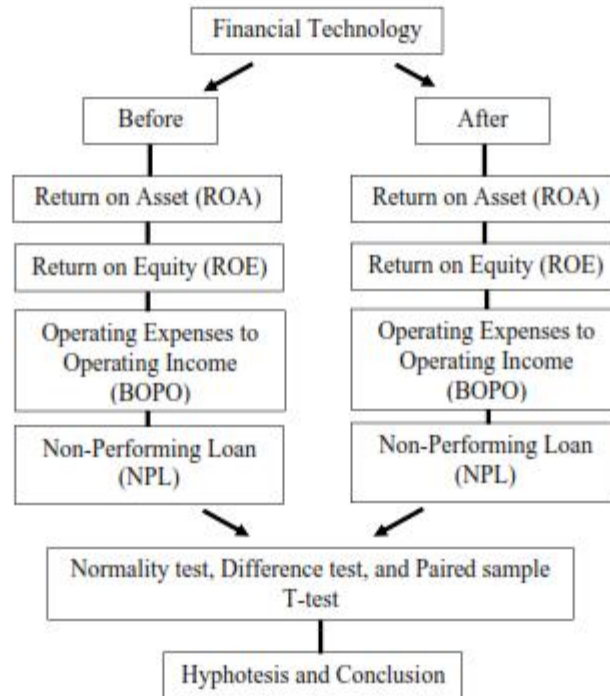 Financial Technology
Before
After
Return on Asset (ROA)
Return on Asset (ROA)
Return on Equity (ROE)
Return on Equity (ROE)
Operating Expenses to
Operating Income
(BOPO)
Operating Expenses to
Operating Income
(BOPO)
Non-Performing Loan
(NPL)
Non-Performing Loan
(NPL)
Normality test, Difference test, and Paired sample
T-test
Hyphotesis and Conclusion